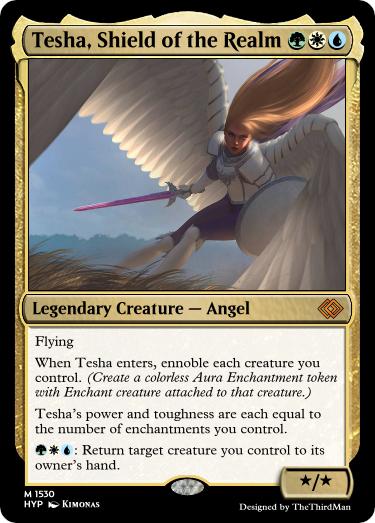 Tesha, Shield of the Realm
Legendary Creature — Angel
Flying
When Tesha enters, ennoble each creature you
control. (Create a colorless Aura Enchantment token
with Enchant creature attached to that creature.)
Tesha's power and toughness are each equal to
the number of enchantments you control.
: Return target creature you control to its
owner's hand.
*/*
M 1530
HYP Kimonas
Designed by TheThirdMan